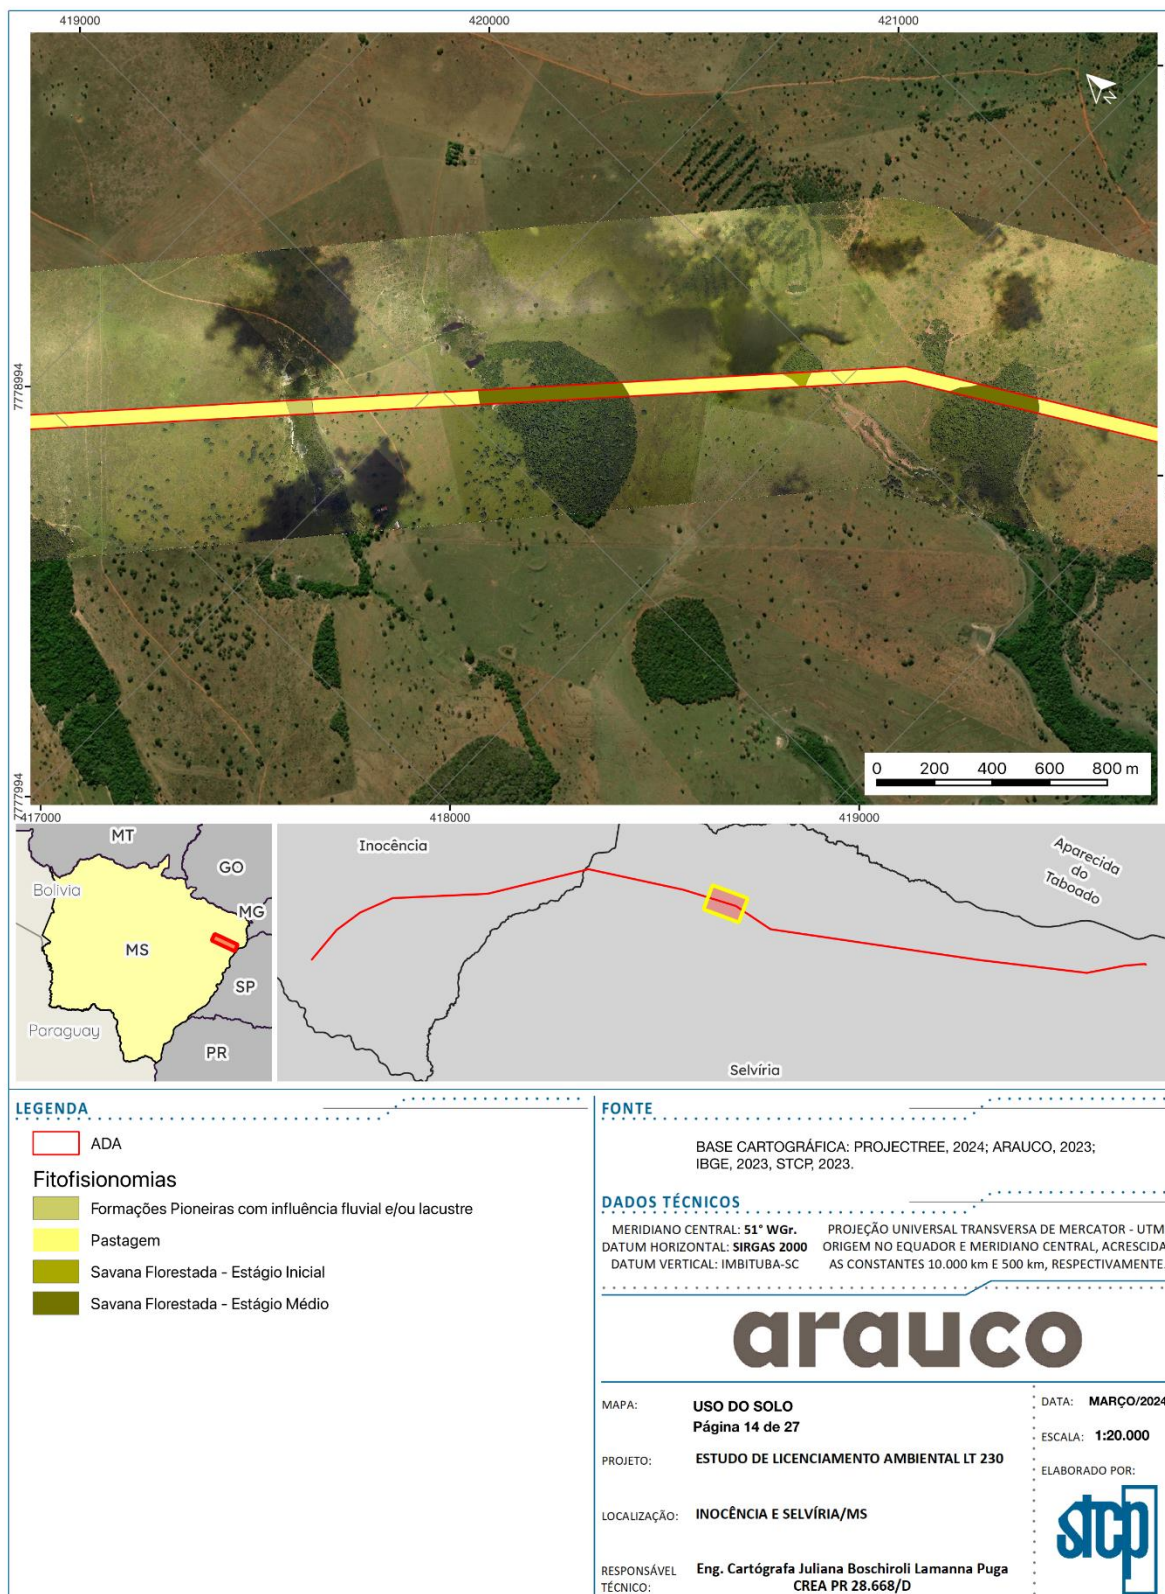 419000
420000
421000
N
7778994
7777994
0 200 400 600 800 m
417000
418000
419000
MT
GO
Bolivia
MG
MS
SP
Paraguay
PR
Inocência
Aparecida
do
Taboado
Selvíria
LEGENDA
ADA
Fitofisionomias
Formações Pioneiras com influência fluvial e/ou lacustre
Pastagem
Savana Florestada - Estágio Inicial
Savana Florestada - Estágio Médio
FONTE
BASE CARTOGRÁFICA: PROJECTREE, 2024; ARAUCO, 2023;
IBGE, 2023, STCP, 2023.
DADOS TÉCNICOS
MERIDIANO CENTRAL: 51° WGr.
DATUM HORIZONTAL: SIRGAS 2000
DATUM VERTICAL: IMBITUBA-SC
PROJEÇÃO UNIVERSAL TRANSVERSA DE MERCATOR - UTM
ORIGEM NO EQUADOR E MERIDIANO CENTRAL, ACRESCIDA
AS CONSTANTES 10.000 km E 500 km, RESPECTIVAMENTE.
arauco
MAPA: USO DO SOLO
Página 14 de 27
PROJETO: ESTUDO DE LICENCIAMENTO AMBIENTAL LT 230
LOCALIZAÇÃO: INOCÊNCIA E SELVÍRIA/MS
RESPONSÁVEL
TÉCNICO:
Eng. Cartógrafa Juliana Boschiroli Lamanna Puga
CREA PR 28.668/D
DATA: MARÇO/2024
ESCALA: 1:20.000
ELABORADO POR:
stcp